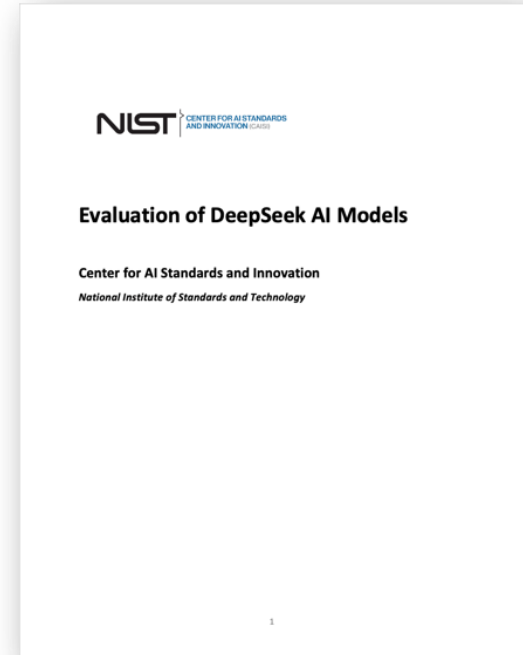 NIST
CENTER FOR AI STANDARDS
AND INNOVATION (CAISI)
Evaluation of DeepSeek AI Models
Center for AI Standards and Innovation
National Institute of Standards and Technology
1